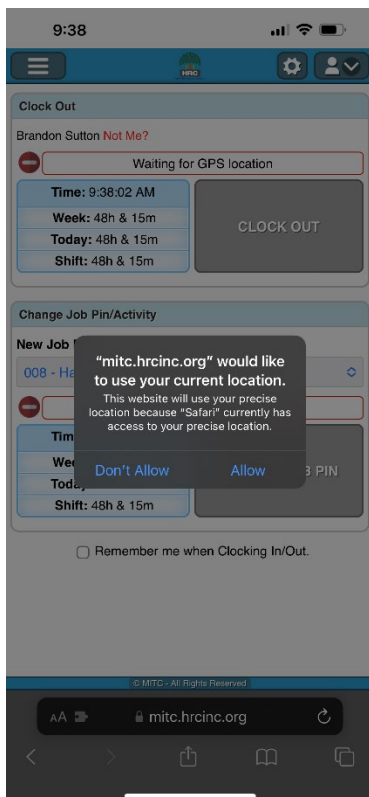 9:38
HRC
Clock Out
Brandon Sutton Not Me?
Waiting for GPS location
Time: 9:38:02 AM
Week: 48h & 15m
Today: 48h & 15m
Shift: 48h & 15m
CLOCK OUT
Change Job Pin/Activity
New Job
008 - Ha
"mitc.hrcinc.org" would like
to use your current location.
This website will use your precise
location because "Safari" currently has
access to your precise location.
Don't Allow
Allow
Tim
Wee
Toda
Shift: 48h & 15m
PIN
Remember me when Clocking In/Out.
© MITC - All Rights Reserved
AA
mitc.hrcinc.org